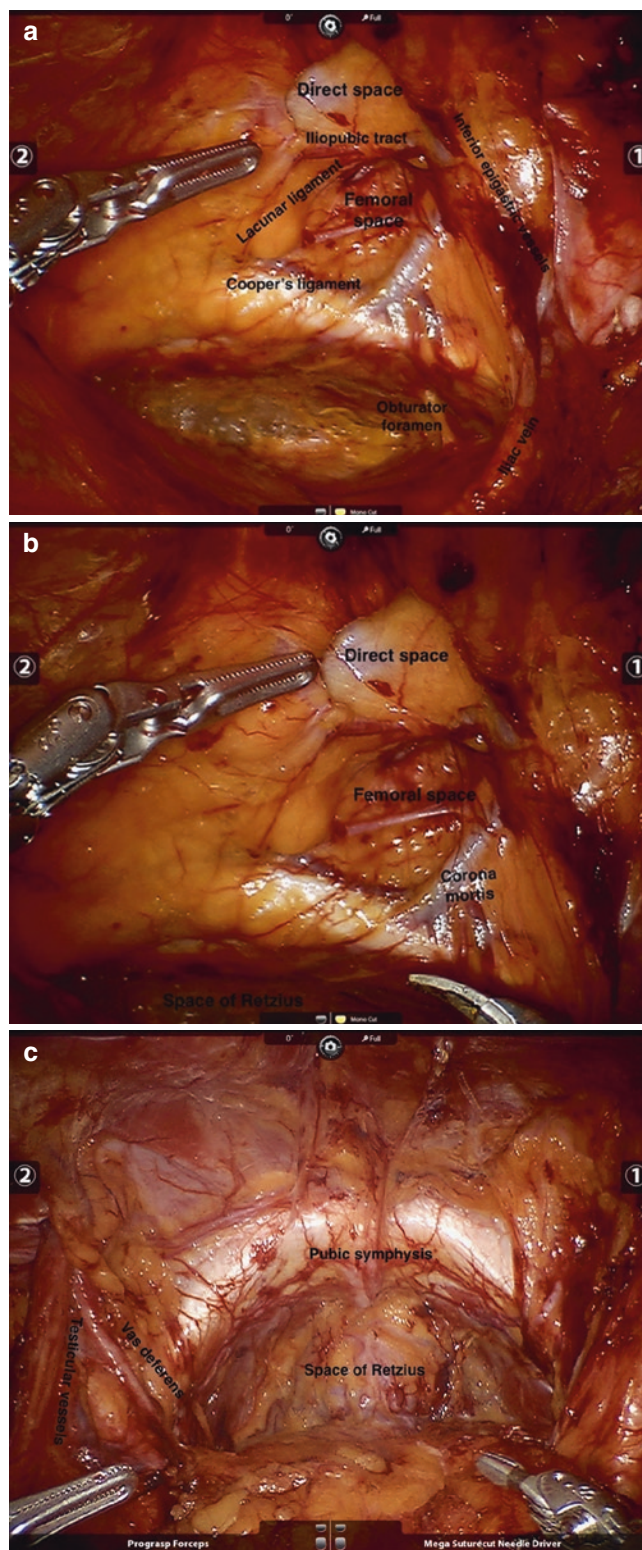 a
0° Full
2
1
Direct space
Iliopubic tract
Inferior epigastric vessels
Lacunar ligament
Femoral
space
Cooper's ligament
Obturator
foramen
Iliac vein
Mono Cut
b
0° Full
2
1
Direct space
Femoral space
Corona
mortis
Space of Retzius
Mono Cut
c
0° Full
2
1
Pubic symphysis
Testicular vessels
Vas deferens
Space of Retzius
Prograsp Forceps
Mega Suturecut Needle Driver